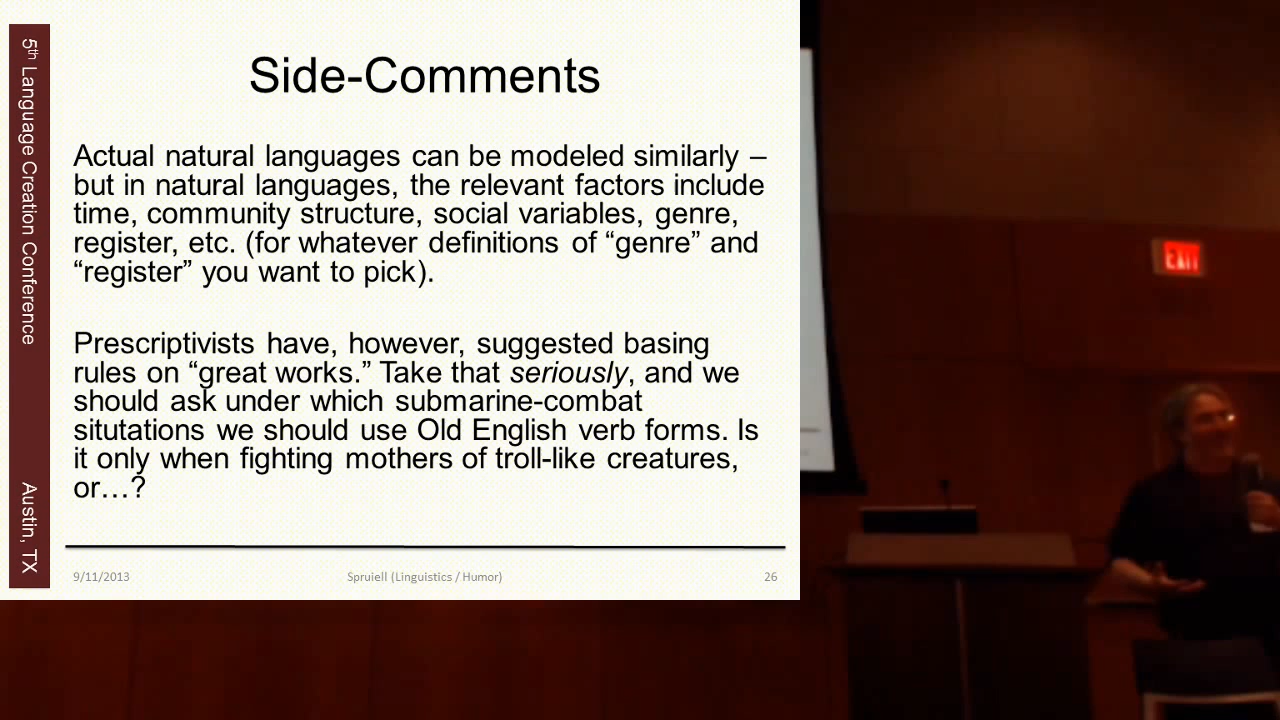 5th Language Creation Conference
Austin, TX
Side-Comments
Actual natural languages can be modeled similarly –
but in natural languages, the relevant factors include
time, community structure, social variables, genre,
register, etc. (for whatever definitions of “genre” and
“register” you want to pick).
Prescriptivists have, however, suggested basing
rules on “great works.” Take that seriously, and we
should ask under which submarine-combat
situtations we should use Old English verb forms. Is
it only when fighting mothers of troll-like creatures,
or…?
9/11/2013
Spruiell (Linguistics / Humor)
26
EXIT